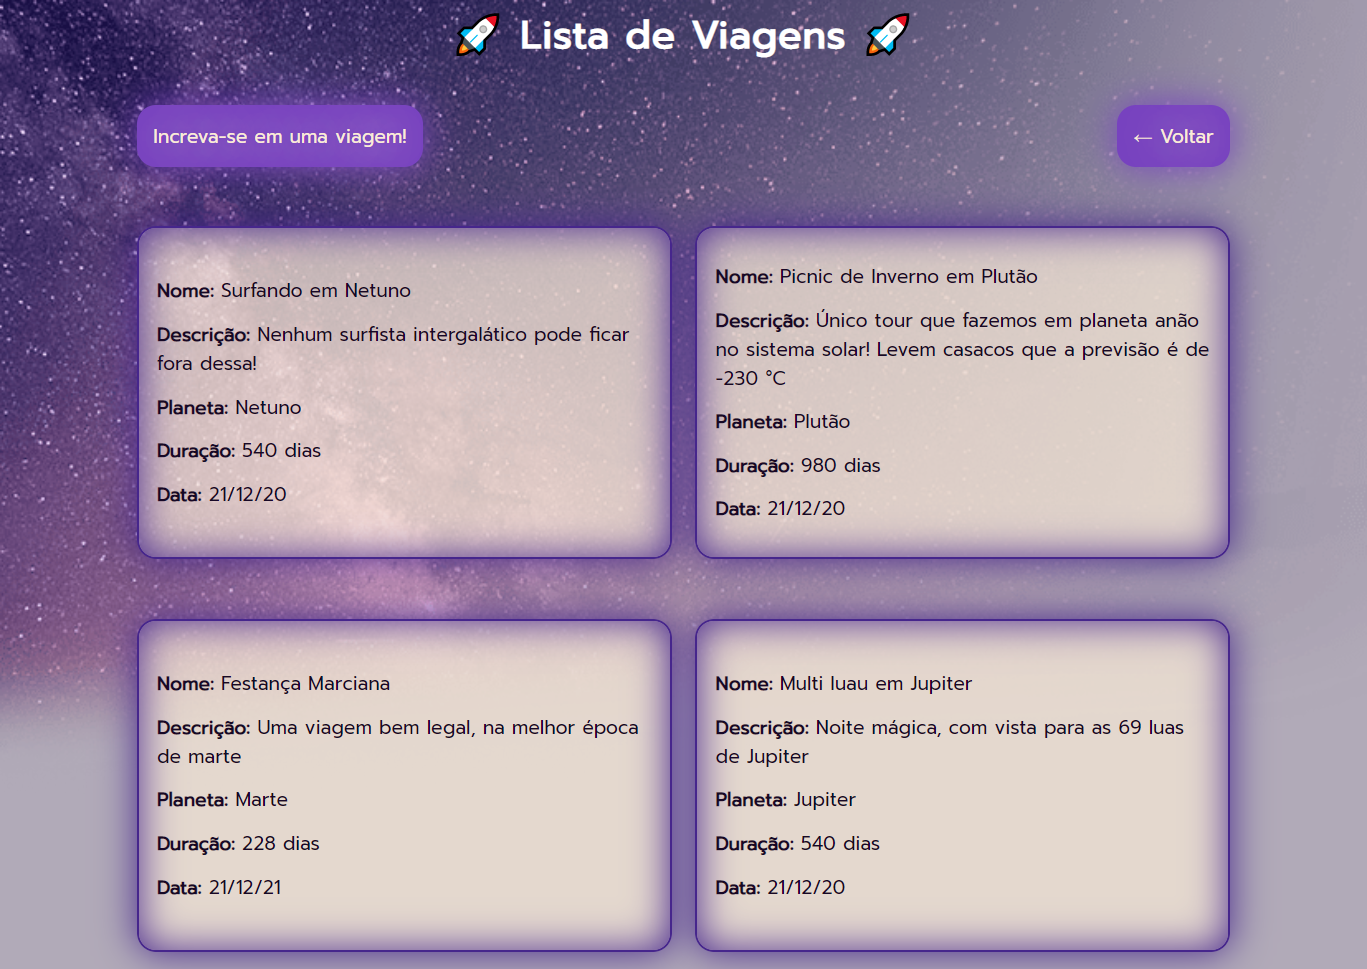 🚀 Lista de Viagens 🚀
Increva-se em uma viagem!
← Voltar
Nome: Surfando em Netuno
Descrição: Nenhum surfista intergalático pode ficar
fora dessa!
Planeta: Netuno
Duração: 540 dias
Data: 21/12/20
Nome: Picnic de Inverno em Plutão
Descrição: Único tour que fazemos em planeta anão
no sistema solar! Levem casacos que a previsão é de
-230 °C
Planeta: Plutão
Duração: 980 dias
Data: 21/12/20
Nome: Festança Marciana
Descrição: Uma viagem bem legal, na melhor época
de marte
Planeta: Marte
Duração: 228 dias
Data: 21/12/21
Nome: Multi luau em Jupiter
Descrição: Noite mágica, com vista para as 69 luas
de Jupiter
Planeta: Jupiter
Duração: 540 dias
Data: 21/12/20